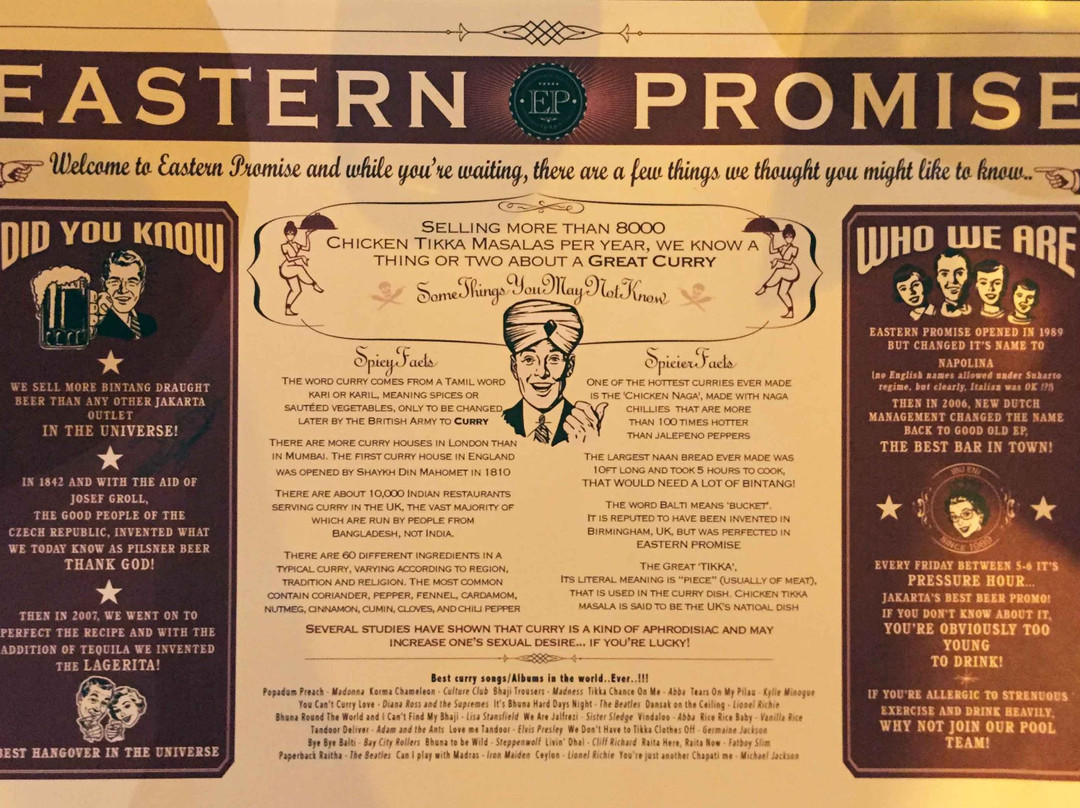 EASTERN EP PROMISE
Welcome to Eastern Promise and while you're waiting, there are a few things we thought you might like to know..
DID YOU KNOW
WE SELL MORE BINTANG DRAUGHT
BEER THAN ANY OTHER JAKARTA
OUTLET
IN THE UNIVERSE!
IN 1842 AND WITH THE AID OF
JOSEF GROLL,
THE GOOD PEOPLE OF THE
CZECH REPUBLIC, INVENTED WHAT
WE TODAY KNOW AS PILSNER BEER
THANK GOD!
THEN IN 2007, WE WENT ON TO
PERFECT THE RECIPE AND WITH THE
ADDITION OF TEQUILA WE INVENTED
THE LAGERITA!
BEST HANGOVER IN THE UNIVERSE
SELLING MORE THAN 8000
CHICKEN TIKKA MASALAS PER YEAR, WE KNOW A
THING OR TWO ABOUT A GREAT CURRY
Some Things You May Not Know
Spicy Facts
THE WORD CURRY COMES FROM A TAMIL WORD
KARI OR KARIL, MEANING SPICES OR
SAUTÉED VEGETABLES, ONLY TO BE CHANGED
LATER BY THE BRITISH ARMY TO CURRY
THERE ARE MORE CURRY HOUSES IN LONDON THAN
IN MUMBAI. THE FIRST CURRY HOUSE IN ENGLAND
WAS OPENED BY SHAYKH DIN MAHOMET IN 1810
THERE ARE ABOUT 10,000 INDIAN RESTAURANTS
SERVING CURRY IN THE UK, THE VAST MAJORITY OF
WHICH ARE RUN BY PEOPLE FROM
BANGLADESH, NOT INDIA.
THERE ARE 60 DIFFERENT INGREDIENTS IN A
TYPICAL CURRY, VARYING ACCORDING TO REGION,
TRADITION AND RELIGION. THE MOST COMMON
CONTAIN CORIANDER, PEPPER, FENNEL, CARDAMOM,
NUTMEG, CINNAMON, CUMIN, CLOVES, AND CHILI PEPPER
Spicier Facts
ONE OF THE HOTTEST CURRIES EVER MADE
IS THE 'CHICKEN NAGA', MADE WITH NAGA
CHILLIES THAT ARE MORE
THAN 100 TIMES HOTTER
THAN JALEPENO PEPPERS
THE LARGEST NAAN BREAD EVER MADE WAS
10FT LONG AND TOOK 5 HOURS TO COOK,
THAT WOULD NEED A LOT OF BINTANG!
THE WORD BALTI MEANS 'BUCKET'.
IT IS REPUTED TO HAVE BEEN INVENTED IN
BIRMINGHAM, UK, BUT WAS PERFECTED IN
EASTERN PROMISE
THE GREAT 'TIKKA',
ITS LITERAL MEANING IS "PIECE" (USUALLY OF MEAT),
THAT IS USED IN THE CURRY DISH. CHICKEN TIKKA
MASALA IS SAID TO BE THE UK'S NATIOAL DISH
SEVERAL STUDIES HAVE SHOWN THAT CURRY IS A KIND OF APHRODISIAC AND MAY
INCREASE ONE'S SEXUAL DESIRE... IF YOU'RE LUCKY!
Best curry songs/Albums in the world..Ever..!!!
Popadum Preach - Madonna Korma Chameleon - Culture Club Bhaji Trousers - Madness Tikka Chance On Me - Abba Tears On My Pilau - Kylie Minogue
You Can't Curry Love - Diana Ross and the Supremes It's Bhuna Hard Days Night - The Beatles Dansak on the Ceiling - Lionel Richie
Bhuna Round The World and I Can't Find My Bhaji - Lisa Stansfield We Are Jalfrezi - Sister Sledge Vindaloo - Abba Rice Rice Baby - Vanilla Rice
Tandoor Deliver - Adam and the Ants Love me Tandoor - Elvis Presley We Don't Have to Tikka Clothes Off - Germaine Jackson
Bye Bye Balti - Bay City Rollers Bhuna to be Wild - Steppenwolf Livin' Dhal - Cliff Richard Raita Here, Raita Now - Fatboy Slim
Paperback Raitha - The Beatles Can I play with Madras - Iron Maiden Ceylon - Lionel Richie You're just another Chapati me - Michael Jackson
WHO WE ARE
EASTERN PROMISE OPENED IN 1989
BUT CHANGED IT'S NAME TO
NAPOLINA
(no English names allowed under Suharto
regime, but clearly, Italian was OK !?!)
THEN IN 2006, NEW DUTCH
MANAGEMENT CHANGED THE NAME
BACK TO GOOD OLD EP,
THE BEST BAR IN TOWN!
EVERY FRIDAY BETWEEN 5-6 IT'S
PRESSURE HOUR...
JAKARTA'S BEST BEER PROMO!
IF YOU DON'T KNOW ABOUT IT,
YOU'RE OBVIOUSLY TOO
YOUNG
TO DRINK!
IF YOU'RE ALLERGIC TO STRENUOUS
EXERCISE AND DRINK HEAVILY,
WHY NOT JOIN OUR POOL
TEAM!